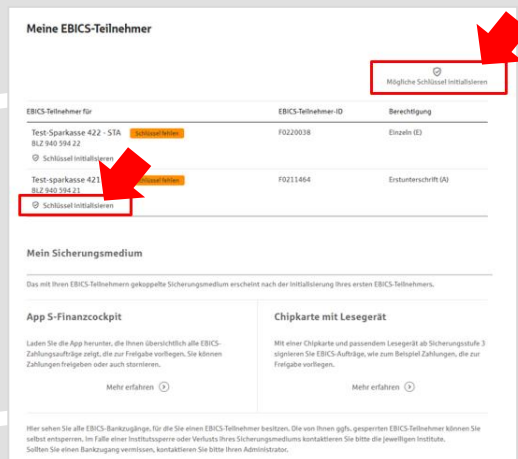 Meine EBICS-Teilnehmer
Mögliche Schlüssel initialisieren
EBICS-Teilnehmer für EBICS-Teilnehmer-ID Berechtigung
Test-Sparkasse 422 - STA Schlüssel fehlen F0220038 Einzeln (E)
BLZ 940 594 22
Schlüssel initialisieren
Test-sparkasse 421 Schlüssel fehlen F0211464 Erstunterschrift (A)
BLZ 940 594 21
Schlüssel initialisieren
Mein Sicherungsmedium
Das mit Ihren EBICS-Teilnehmern gekoppelte Sicherungsmedium erscheint nach der Initialisierung Ihres ersten EBICS-Teilnehmers.
App S-Finanzcockpit
Laden Sie die App herunter, die Ihnen übersichtlich alle EBICS-
Zahlungsaufträge zeigt, die zur Freigabe vorliegen. Sie können
Zahlungen freigeben oder auch stornieren.
Mehr erfahren
Chipkarte mit Lesegerät
Mit einer Chipkarte und passendem Lesegerät ab Sicherungsstufe 3
signieren Sie EBICS-Aufträge, wie zum Beispiel Zahlungen, die zur
Freigabe vorliegen.
Mehr erfahren
Hier sehen Sie alle EBICS-Bankzugänge, für die Sie einen EBICS-Teilnehmer besitzen. Die von Ihnen ggfs. gesperrten EBICS-Teilnehmer können Sie
selbst entsperren. Im Falle einer Institutssperre oder Verlusts Ihres Sicherungsmediums kontaktieren Sie bitte die jeweiligen Institute.
Sollten Sie einen Bankzugang vermissen, kontaktieren Sie bitte Ihren Administrator.